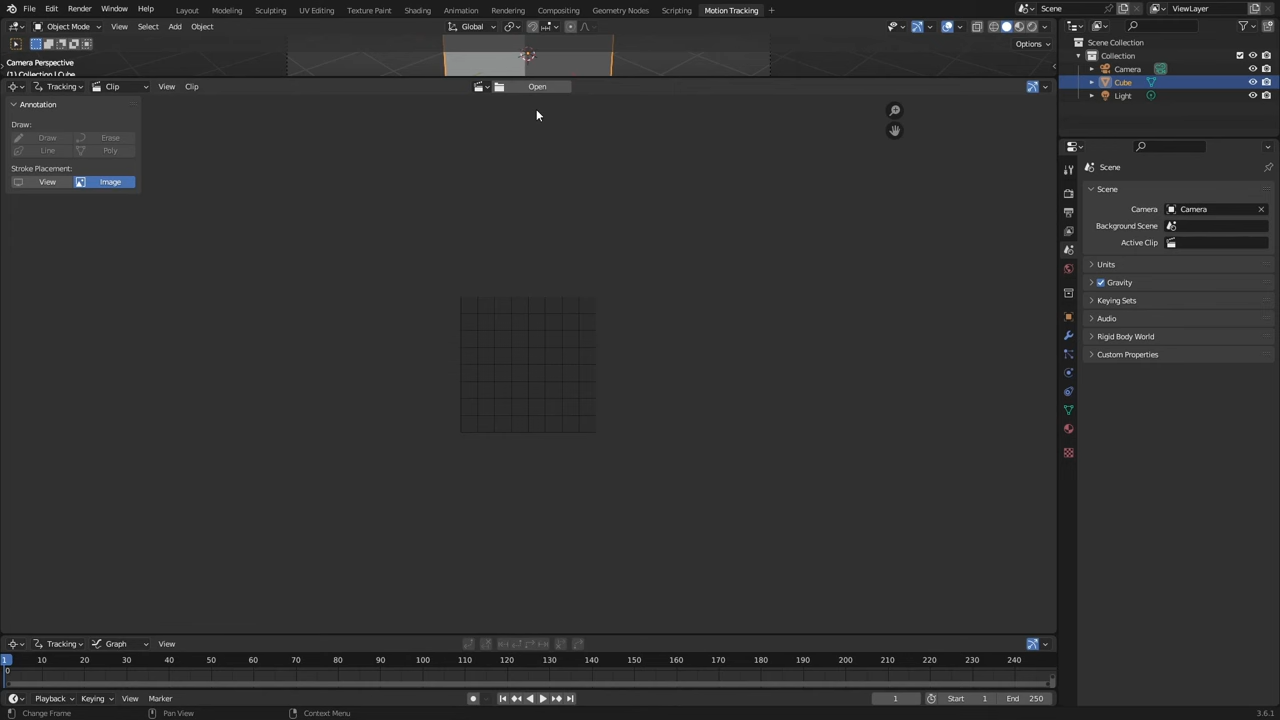 File Edit Render Window Help Layout Modeling Sculpting UV Editing Texture Paint Shading Animation Rendering Compositing Geometry Nodes Scripting Motion Tracking + Scene ViewLayer
Object Mode View Select Add Object Global
Options
Camera Perspective
(1) Collection | Cube
Scene Collection
Collection
Camera
Cube
Light
Tracking Clip View Clip Open
Annotation
Draw:
Draw Erase
Line Poly
Stroke Placement:
View Image
Scene
Scene
Camera Camera
Background Scene
Active Clip
Units
Gravity
Keying Sets
Audio
Rigid Body World
Custom Properties
Tracking Graph View
1 10 20 30 40 50 60 70 80 90 100 110 120 130 140 150 160 170 180 190 200 210 220 230 240
0
Playback Keying View Marker 1 Start 1 End 250
Change Frame Pan View Context Menu 3.6.1